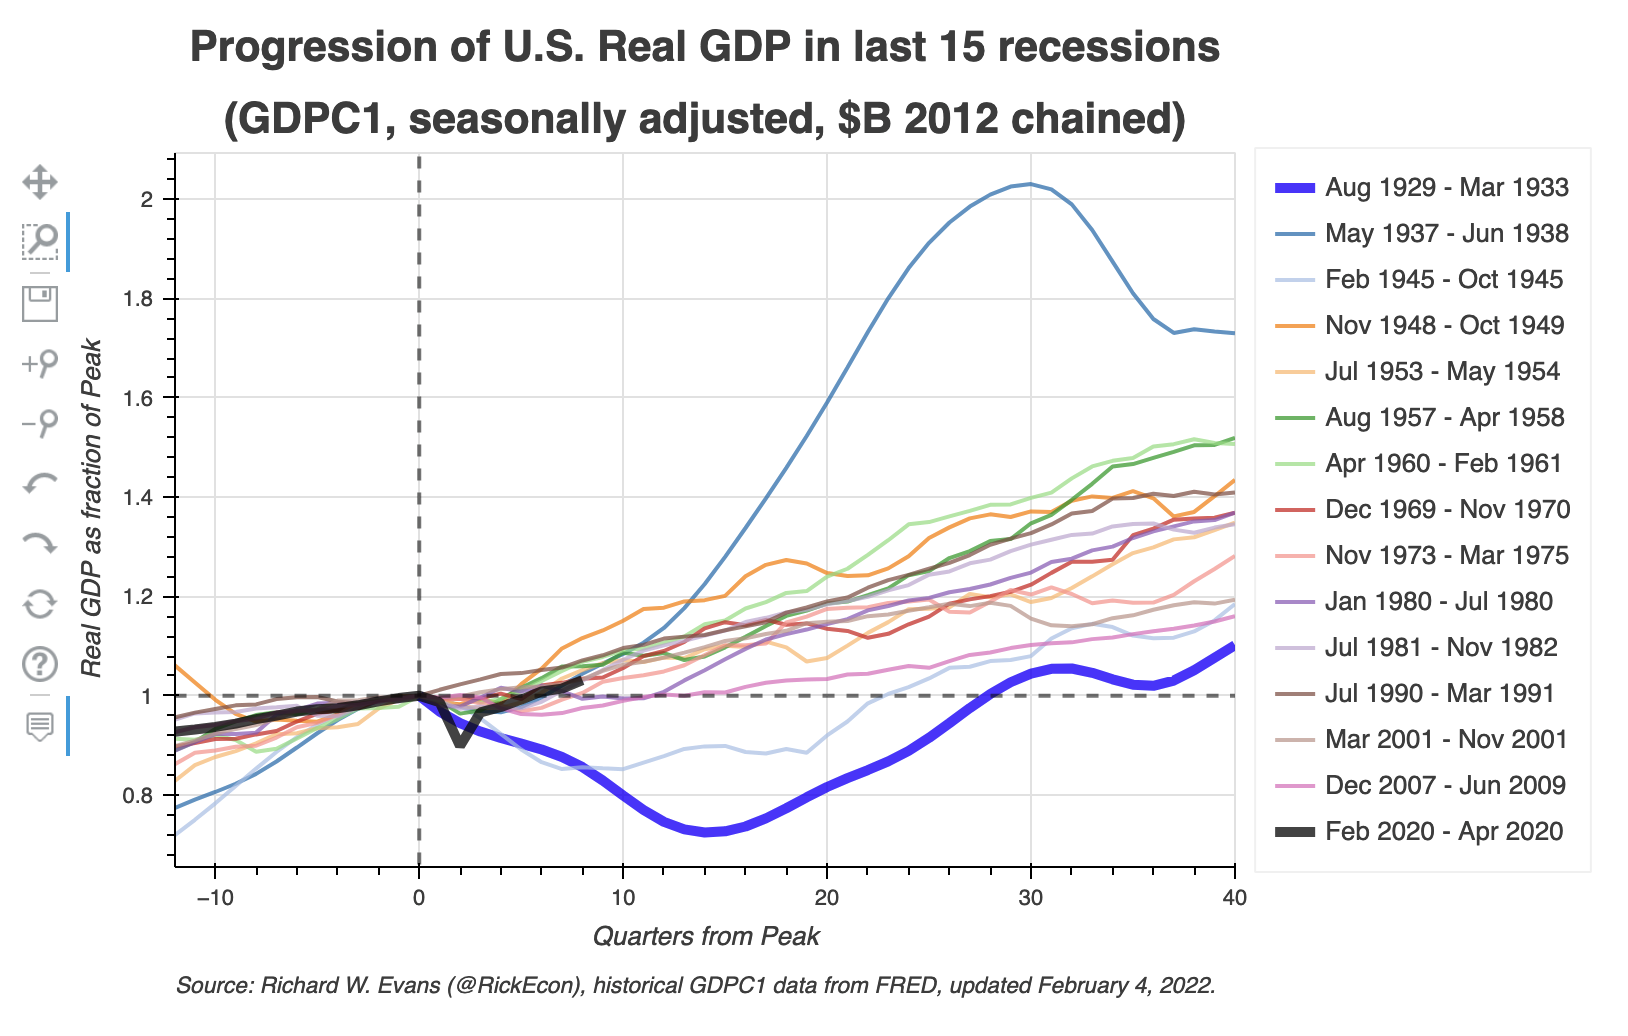 Progression of U.S. Real GDP in last 15 recessions
(GDPC1, seasonally adjusted, $B 2012 chained)
2
1.8
1.6
1.4
1.2
1
0.8
Real GDP as fraction of Peak
−10
0
10
20
30
40
Quarters from Peak
Aug 1929 - Mar 1933
May 1937 - Jun 1938
Feb 1945 - Oct 1945
Nov 1948 - Oct 1949
Jul 1953 - May 1954
Aug 1957 - Apr 1958
Apr 1960 - Feb 1961
Dec 1969 - Nov 1970
Nov 1973 - Mar 1975
Jan 1980 - Jul 1980
Jul 1981 - Nov 1982
Jul 1990 - Mar 1991
Mar 2001 - Nov 2001
Dec 2007 - Jun 2009
Feb 2020 - Apr 2020
Source: Richard W. Evans (@RickEcon), historical GDPC1 data from FRED, updated February 4, 2022.